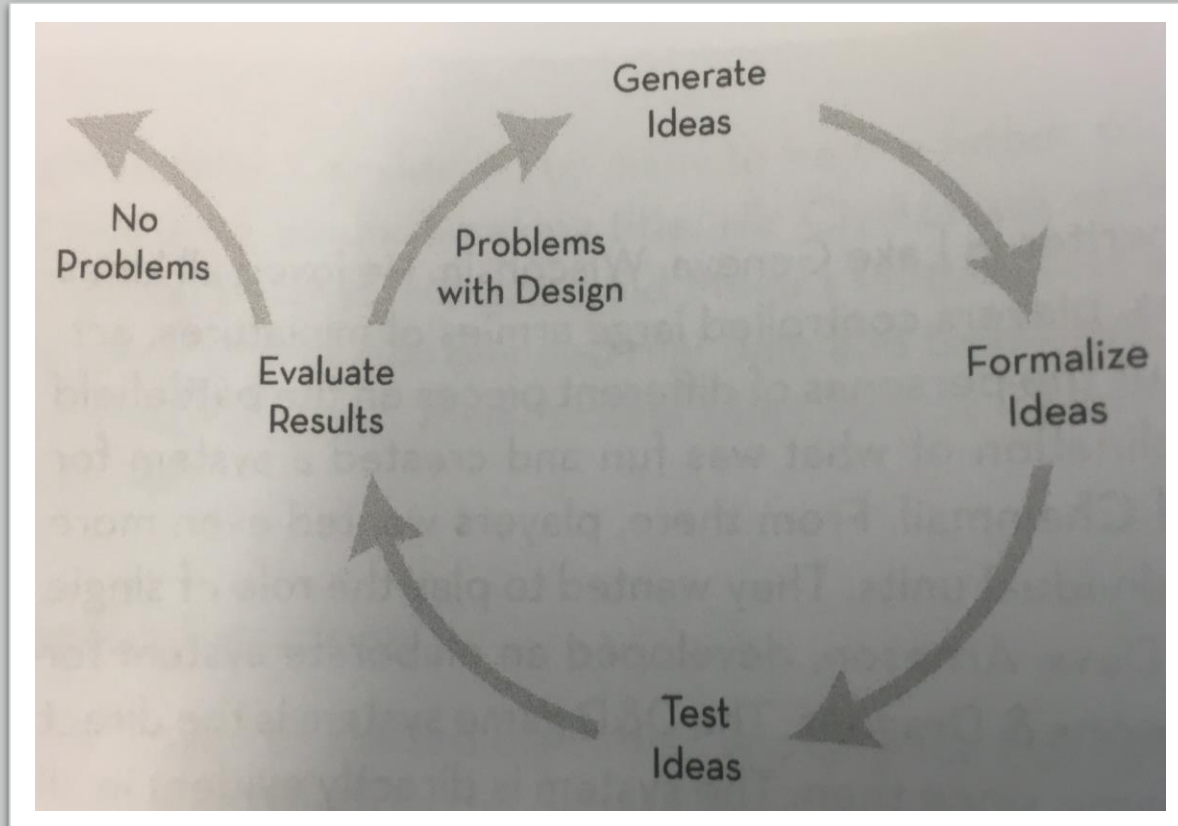 Generate
Ideas
No
Problems
Problems
with Design
Evaluate
Results
Formalize
Ideas
Test
Ideas